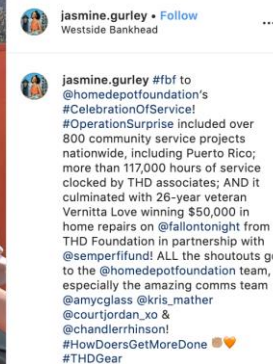 jasmine.gurley • Follow
Westside Bankhead
jasmine.gurley #fbf to
@homedepotfoundation's
#CelebrationOfService!
#OperationSurprise included over
800 community service projects
nationwide, including Puerto Rico;
more than 117,000 hours of service
clocked by THD associates; AND it
culminated with 26-year veteran
Vernitta Love winning $50,000 in
home repairs on @fallontonight from
THD Foundation in partnership with
@semperfifund! ALL the shoutouts go
to the @homedepotfoundation team,
especially the amazing comms team
@amycglass @kris_mather
@courtjordan_xo &
@chandlerrhinson!
#HowDoersGetMoreDone 👊🏽🧡
#THDGear